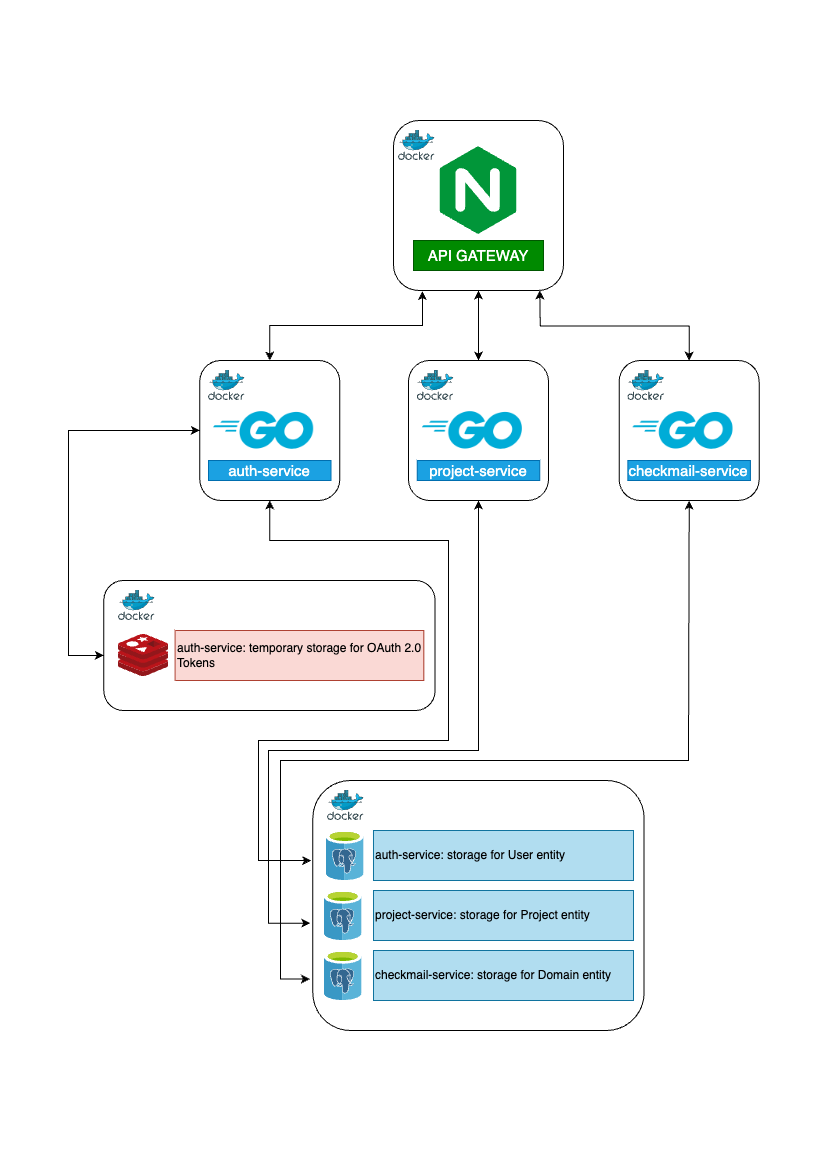 docker
N
API GATEWAY
docker
docker
docker
GO
GO
GO
auth-service
project-service
checkmail-service
docker
auth-service: temporary storage for OAuth 2.0
Tokens
docker
auth-service: storage for User entity
project-service: storage for Project entity
checkmail-service: storage for Domain entity